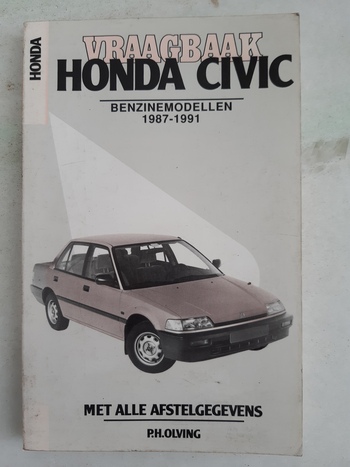 HONDA
VRAAGBAAK
HONDA CIVIC
BENZINEMODELLEN
1987-1991
MET ALLE AFSTELGEGEVENS
P.H.OLVING